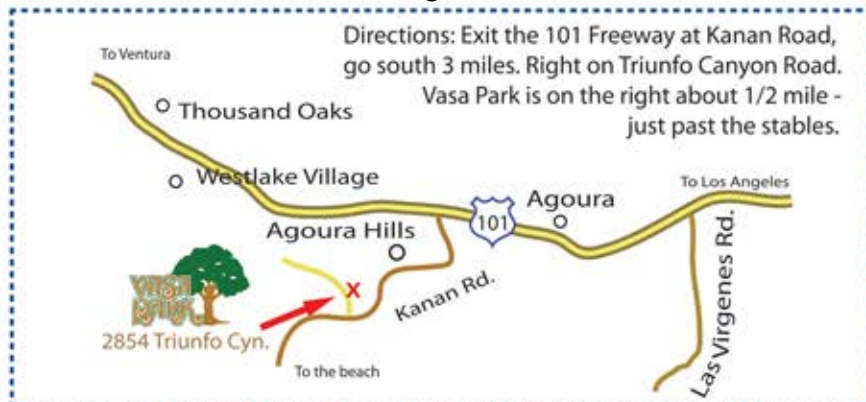 Directions: Exit the 101 Freeway at Kanan Road,
go south 3 miles. Right on Triunfo Canyon Road.
Vasa Park is on the right about 1/2 mile -
just past the stables.
To Ventura
Thousand Oaks
Westlake Village
To Los Angeles
Agoura
101
Agoura Hills
Las Virgenes Rd.
Kanan Rd.
X
VASA
PARK
2854 Triunfo Cyn.
To the beach